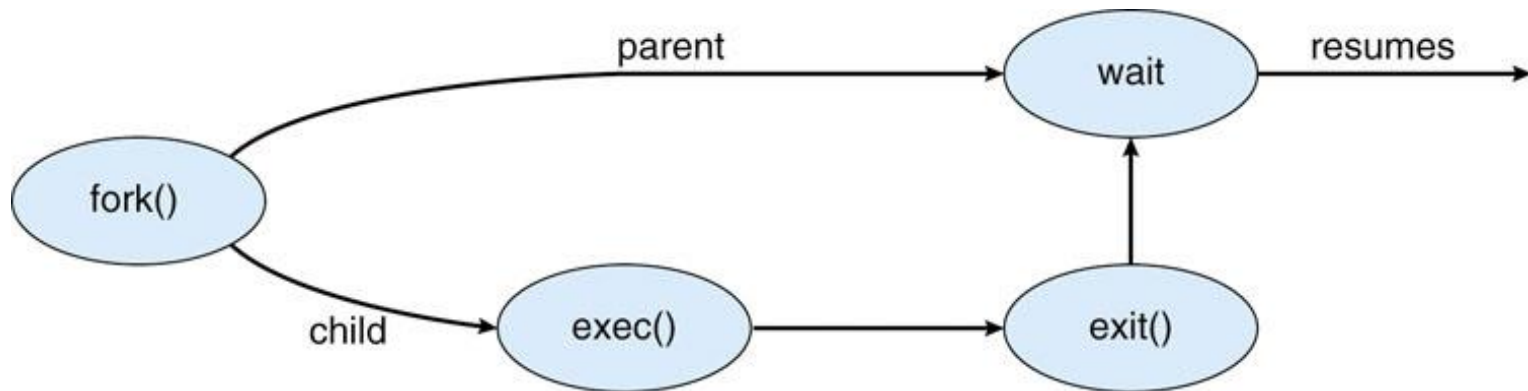 parent
wait
resumes
fork()
child
exec()
exit()